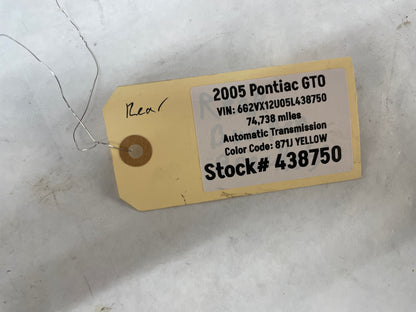 Rear
2005 Pontiac GTO
VIN: 6G2VX12U05L438750
74,738 miles
Automatic Transmission
Color Code: 871J YELLOW
Stock# 438750